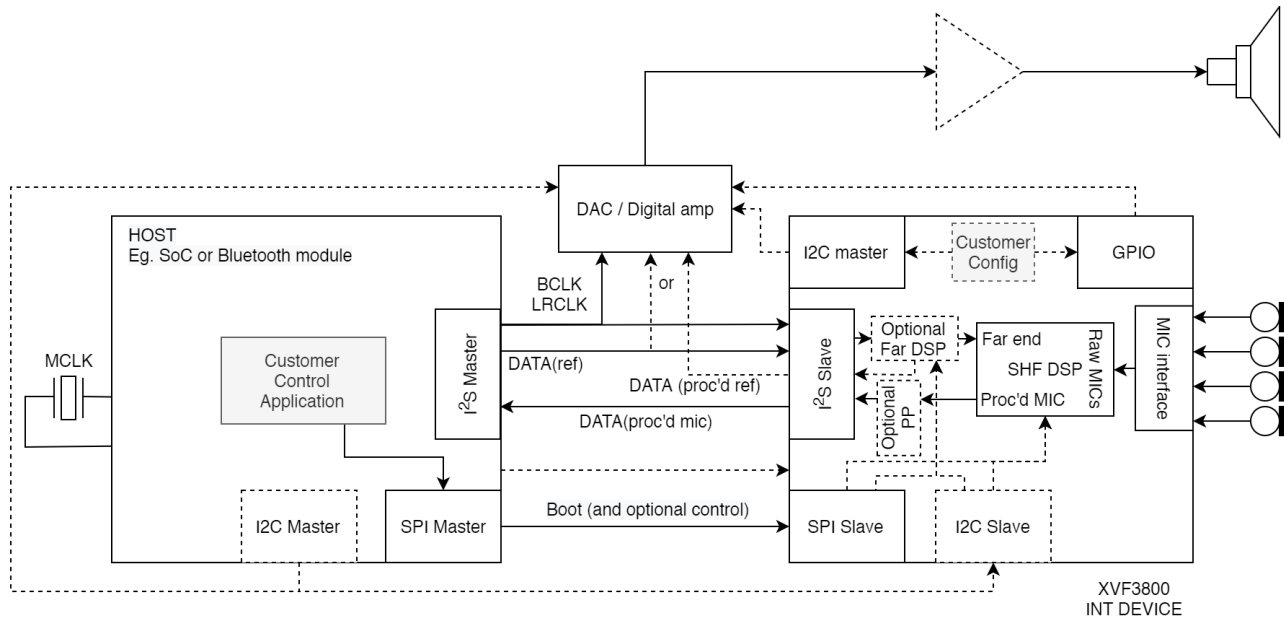 DAC / Digital amp
HOST
Eg. SoC or Bluetooth module
MCLK
Customer
Control
Application
I²S Master
I2C Master
SPI Master
BCLK
LRCLK
or
DATA(ref)
DATA (proc'd ref)
DATA(proc'd mic)
Boot (and optional control)
I2C master
Customer
Config
GPIO
I²S Slave
Optional
Far DSP
Optional
PP
Far end
SHF DSP
Proc'd MIC
Raw MICs
MIC interface
SPI Slave
I2C Slave
XVF3800
INT DEVICE